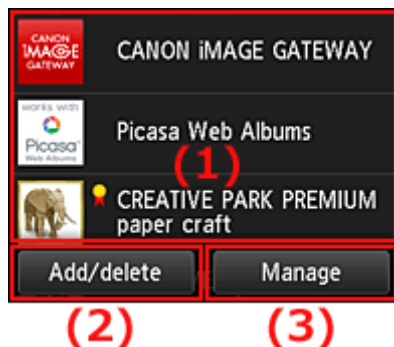 CANON
iMAGE
GATEWAY
CANON iMAGE GATEWAY
works with
Picasa
Web Albums
Picasa Web Albums
(1)
CREATIVE PARK PREMIUM
paper craft
Add/delete
Manage
(2)
(3)